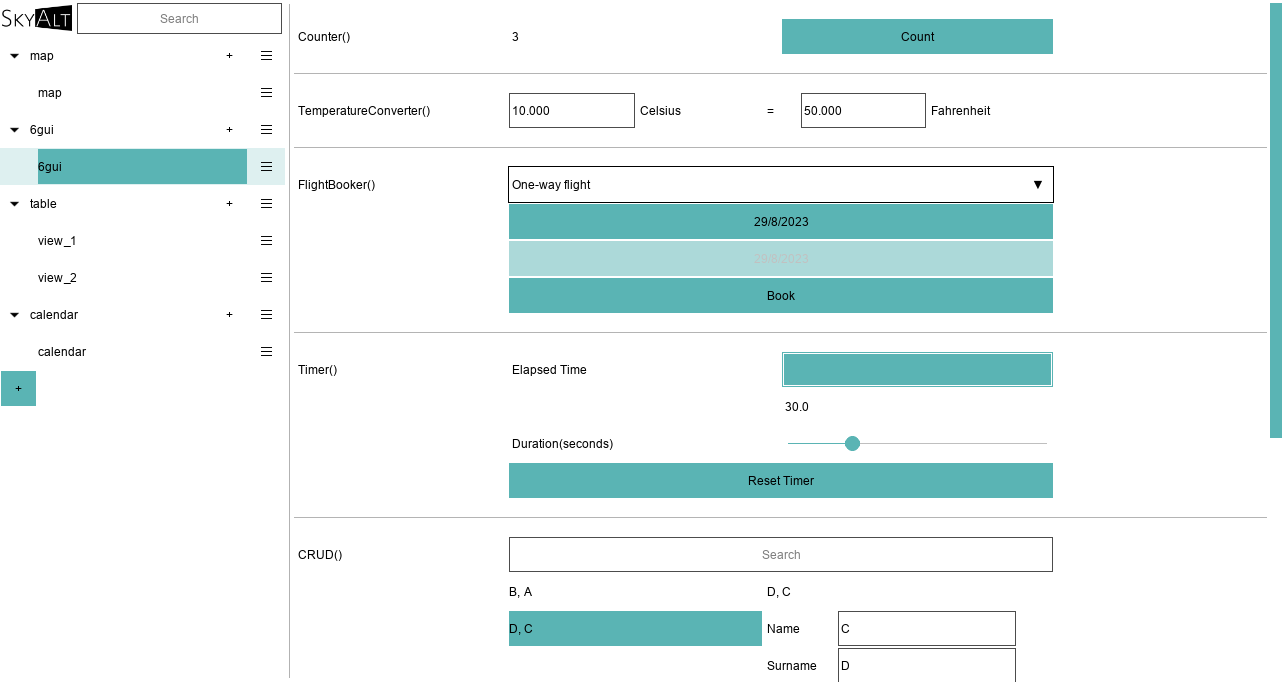 SKYALT
Search
map +
map
6gui +
6gui
table +
view_1
view_2
calendar +
calendar
+
Counter() 3 Count
TemperatureConverter() 10.000 Celsius = 50.000 Fahrenheit
FlightBooker() One-way flight ▼
29/8/2023
29/8/2023
Book
Timer() Elapsed Time
30.0
Duration(seconds)
Reset Timer
CRUD() Search
B, A D, C
D, C Name C
Surname D